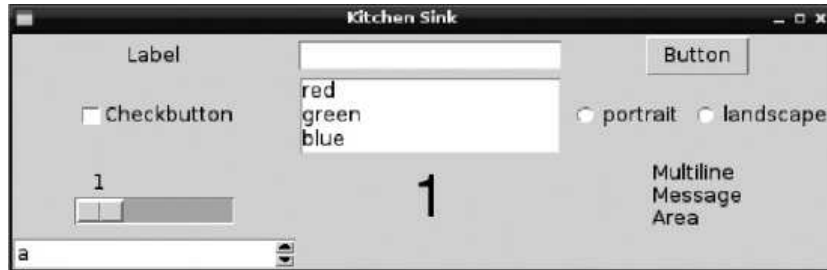 Kitchen Sink
Label
Button
Checkbutton
red
green
blue
portrait
landscape
1
1
Multiline
Message
Area
a